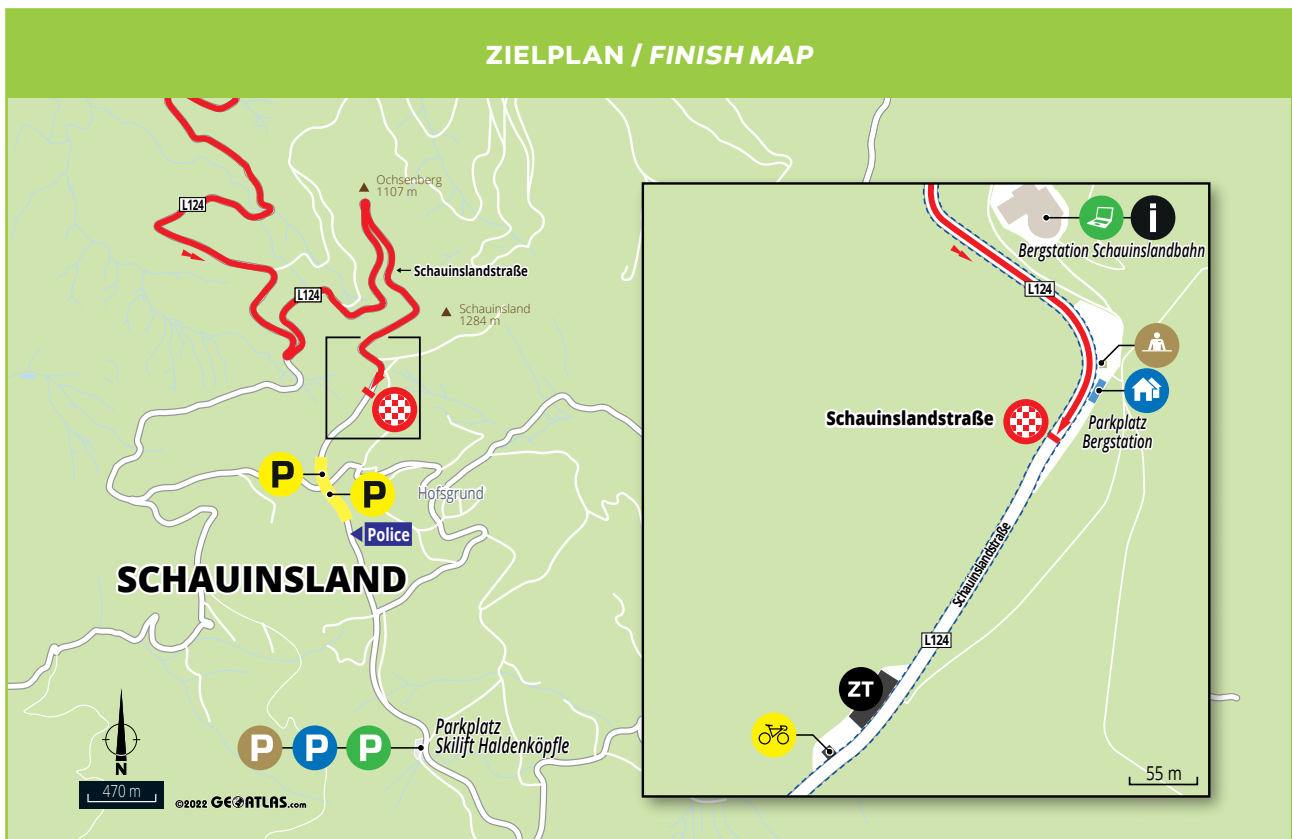 ZIELPLAN / FINISH MAP
Ochsenberg
1107 m
L124
Schauinslandstraße
L124
Schauinsland
1284 m
P
P
Hofsgrund
Police
SCHAUINSLAND
P
P
P
Parkplatz
Skilift Haldenköpfle
N
470 m
©2022 GEOATLAS.com
i
Bergstation Schauinslandbahn
L124
Schauinslandstraße
Parkplatz
Bergstation
Schauinslandstraße
L124
ZT
55 m